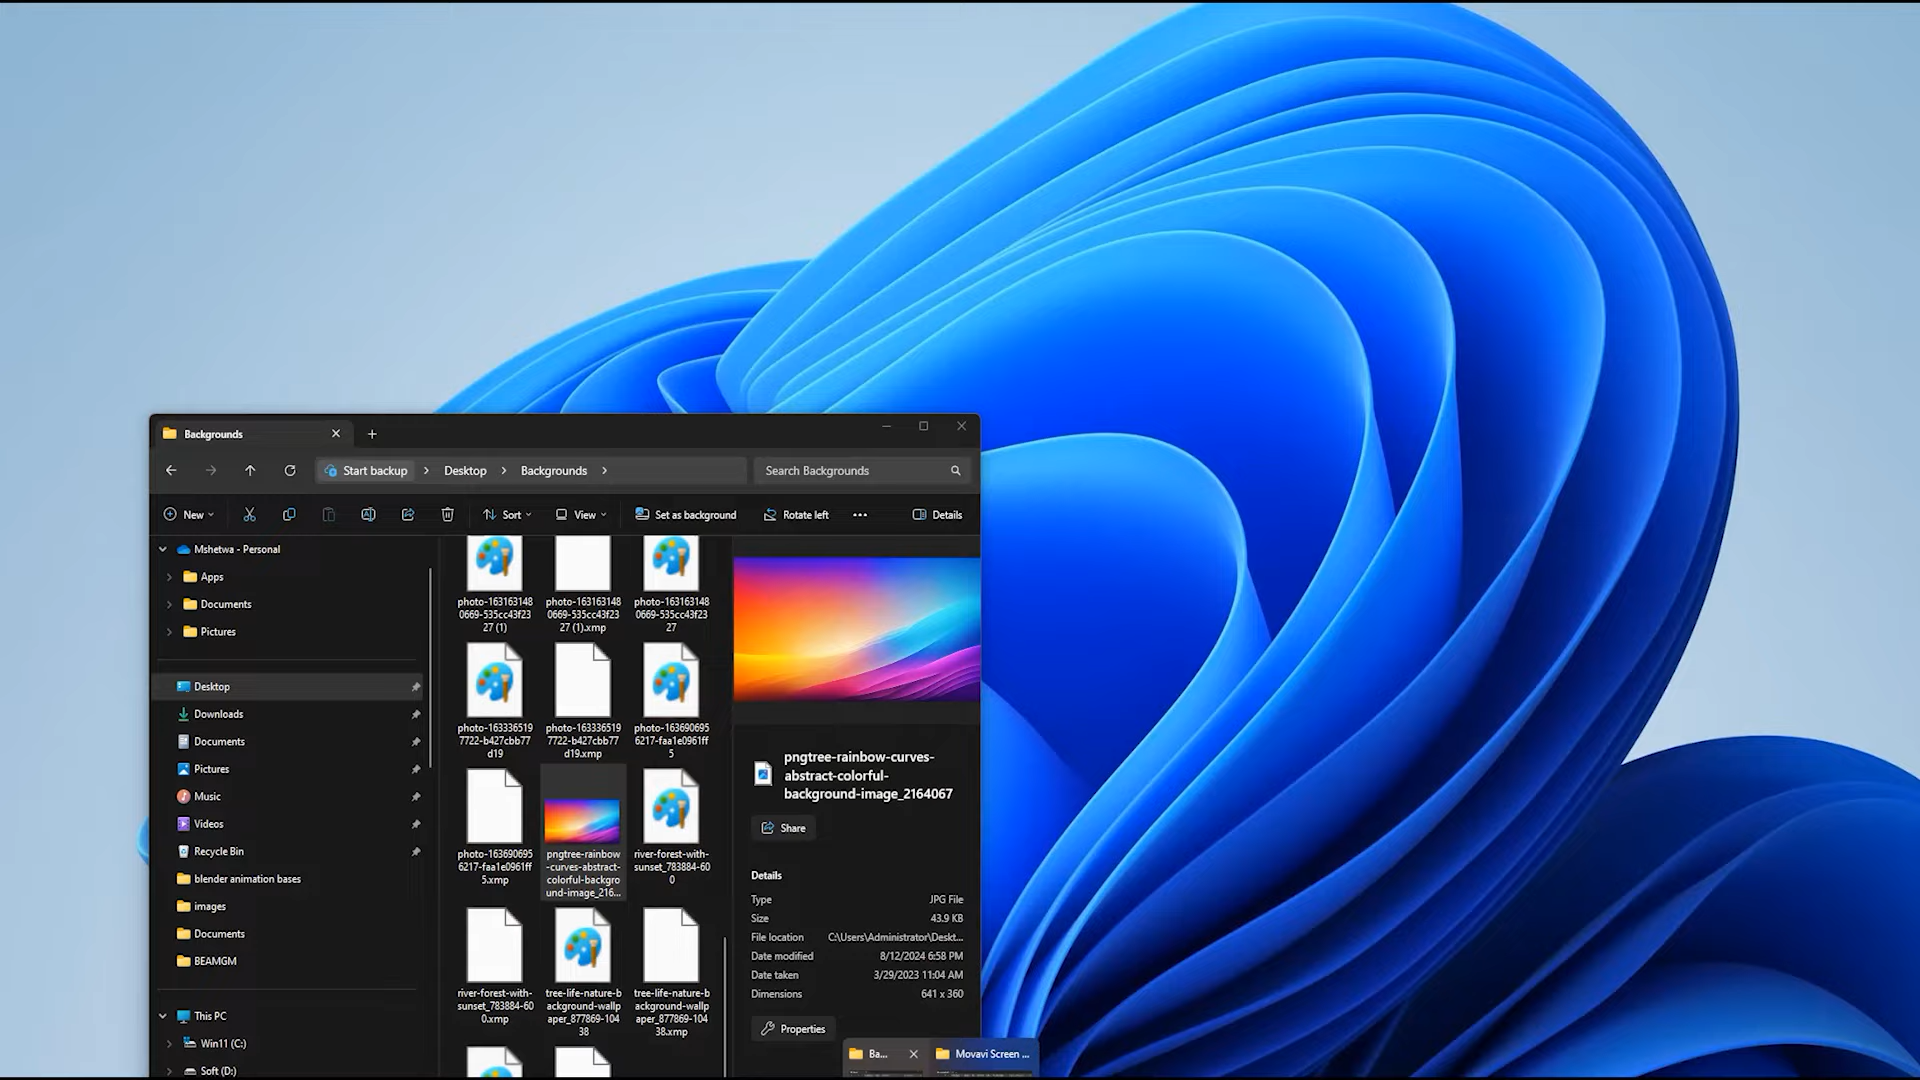 Backgrounds
Start backup
Desktop
Backgrounds
Search Backgrounds
New
Sort
View
Set as background
Rotate left
Details
Mshetwa - Personal
Apps
Documents
Pictures
Desktop
Downloads
Documents
Pictures
Music
Videos
Recycle Bin
blender animation bases
images
Documents
BEAMGM
This PC
Win11 (C:)
Soft (D:)
photo-163163148
0669-535cc43f23
27 (1)
photo-163163148
0669-535cc43f23
27 (1).xmp
photo-163163148
0669-535cc43f23
27
photo-163336519
7722-b427cbb77
d19
photo-163336519
7722-b427cbb77
d19.xmp
photo-163690695
6217-faa1e0961ff
5
photo-163690695
6217-faa1e0961ff
5.xmp
pngtree-rainbow
-curves-abstract-
colorful-backgro
und-image_216...
river-forest-with-
sunset_783884-60
0
river-forest-with-
sunset_783884-60
0.xmp
tree-life-nature-b
ackground-wallp
aper_877869-104
38
tree-life-nature-b
ackground-wallp
aper_877869-104
38.xmp
pngtree-rainbow-curves-
abstract-colorful-
background-image_2164067
Share
Details
Type JPG File
Size 43.9 KB
File location C:\Users\Administrator\Deskt...
Date modified 8/12/2024 6:58 PM
Date taken 3/29/2023 11:04 AM
Dimensions 641 x 360
Properties
Ba...
Movavi Screen ...